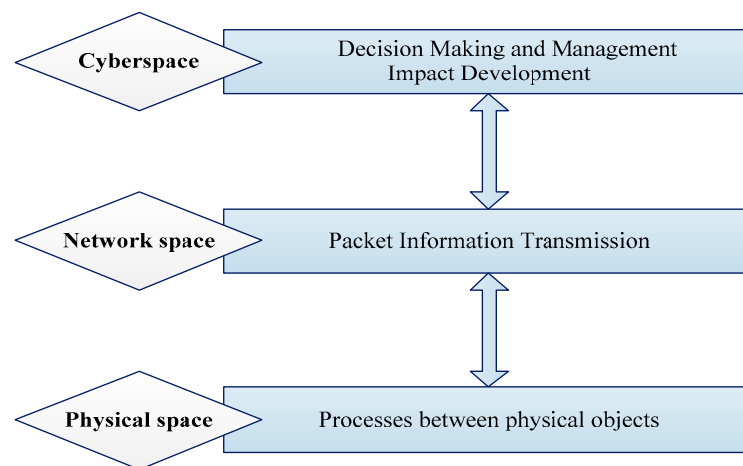 Cyberspace
Decision Making and Management
Impact Development
Network space
Packet Information Transmission
Physical space
Processes between physical objects